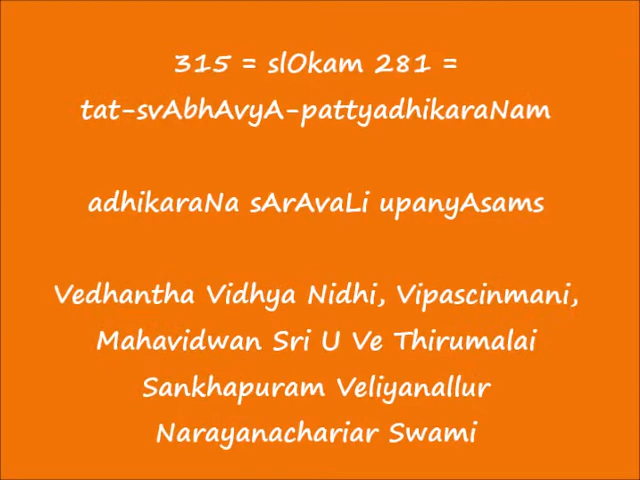 315 = slOkam 281 =
tat-svAbhAvyA-pattyadhikaraNam
adhikaraNa sArAvaLi upanyAsams
Vedhantha Vidhya Nidhi, Vipascinmani,
Mahavidwan Sri U Ve Thirumalai
Sankhapuram Veliyanallur
Narayanachariar Swami